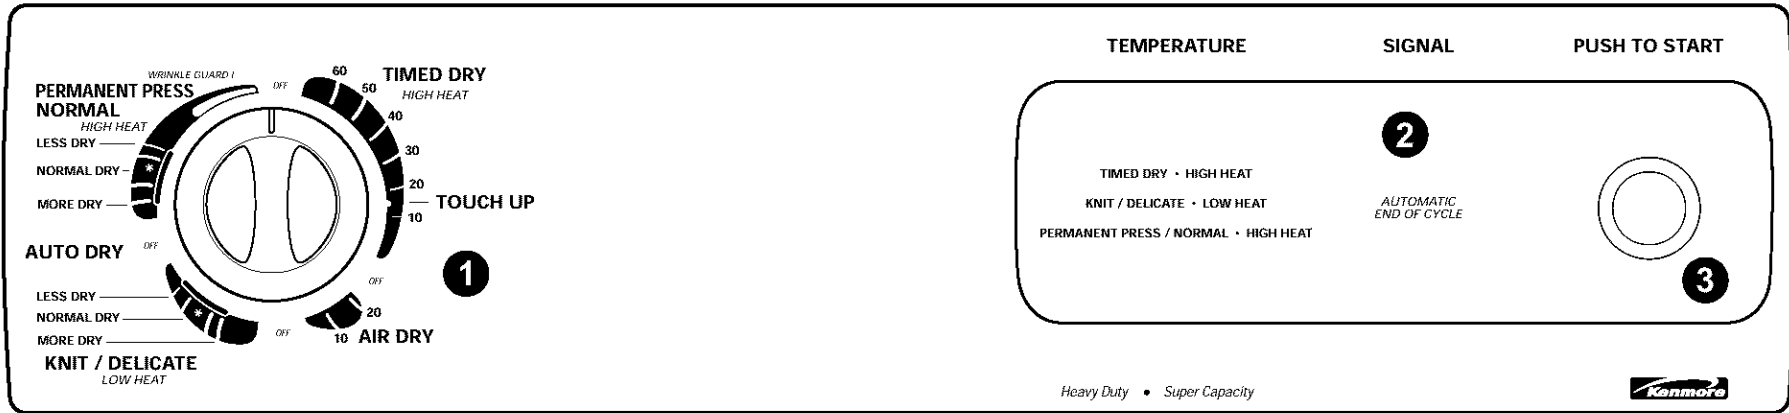 TEMPERATURE
SIGNAL
PUSH TO START
WRINKLE GUARD I
PERMANENT PRESS
NORMAL
HIGH HEAT
LESS DRY
NORMAL DRY
*
MORE DRY
OFF
60
TIMED DRY
HIGH HEAT
50
40
30
20
TOUCH UP
10
AUTO DRY
OFF
OFF
1
LESS DRY
NORMAL DRY
*
MORE DRY
KNIT / DELICATE
LOW HEAT
OFF
20
10 AIR DRY
TIMED DRY • HIGH HEAT
KNIT / DELICATE • LOW HEAT
PERMANENT PRESS / NORMAL • HIGH HEAT
2
AUTOMATIC
END OF CYCLE
3
Heavy Duty • Super Capacity
Kenmore